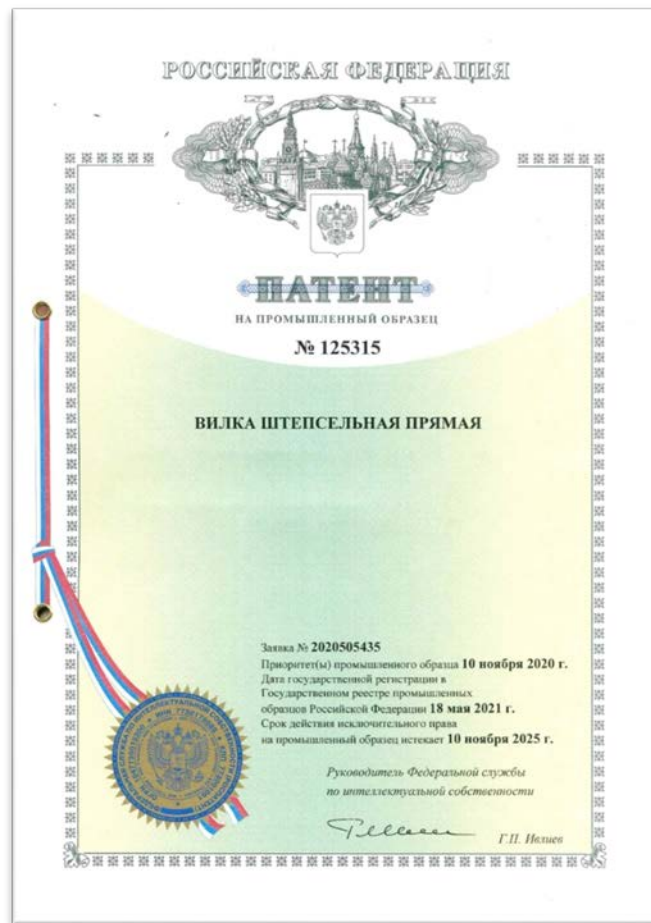 РОССИЙСКАЯ ФЕДЕРАЦИЯ
ПАТЕНТ
НА ПРОМЫШЛЕННЫЙ ОБРАЗЕЦ
№ 125315
ВИЛКА ШТЕПСЕЛЬНАЯ ПРЯМАЯ
Заявка № 2020505435
Приоритет(ы) промышленного образца 10 ноября 2020 г.
Дата государственной регистрации в
Государственном реестре промышленных
образцов Российской Федерации 18 мая 2021 г.
Срок действия исключительного права
на промышленный образец истекает 10 ноября 2025 г.
Руководитель Федеральной службы
по интеллектуальной собственности
Г.П. Ивлиев